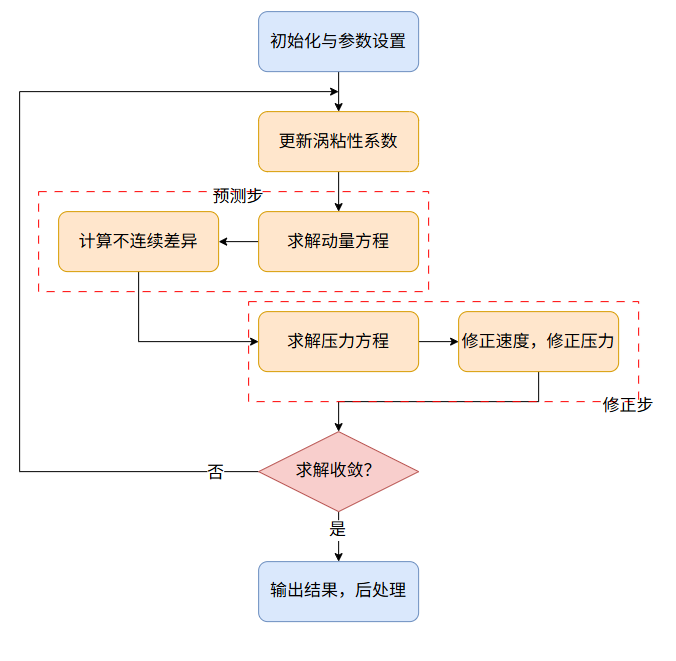 初始化与参数设置
更新涡粘性系数
预测步
计算不连续差异
求解动量方程
求解压力方程
修正速度，修正压力
修正步
求解收敛？
否
是
输出结果，后处理